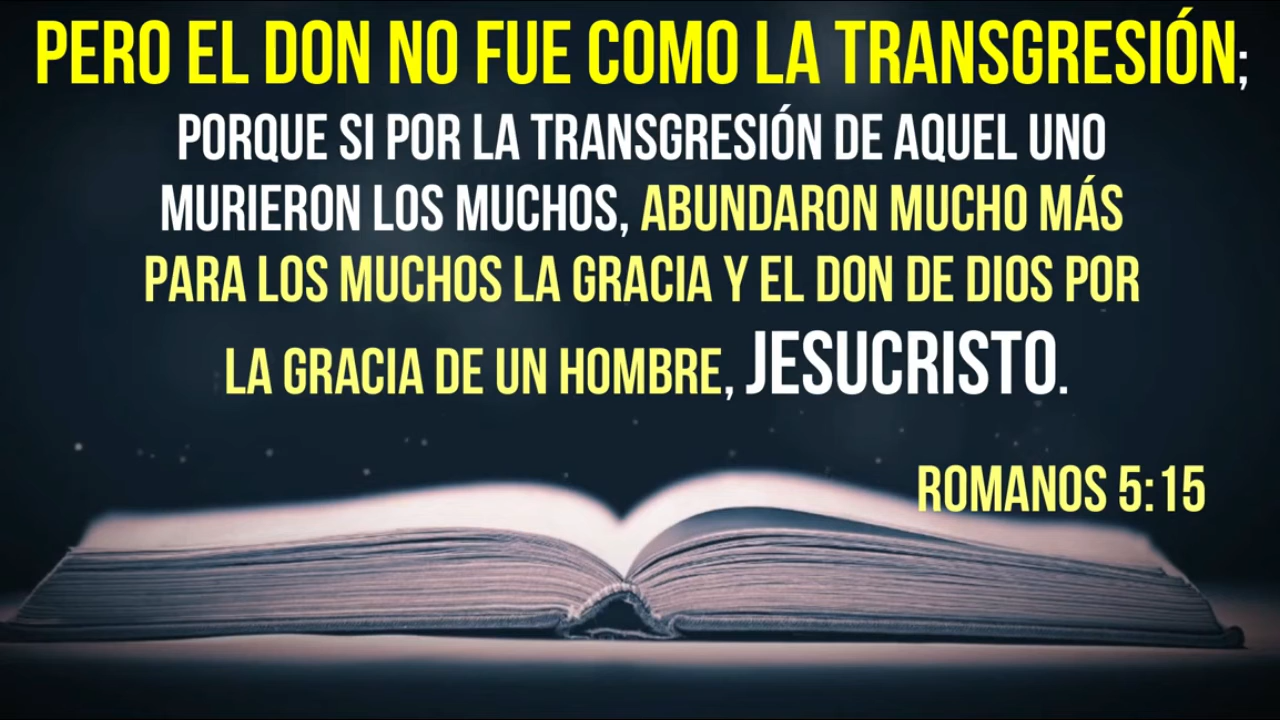 PERO EL DON NO FUE COMO LA TRANSGRESIÓN;
PORQUE SI POR LA TRANSGRESIÓN DE AQUEL UNO
MURIERON LOS MUCHOS, ABUNDARON MUCHO MÁS
PARA LOS MUCHOS LA GRACIA Y EL DON DE DIOS POR
LA GRACIA DE UN HOMBRE, JESUCRISTO.
ROMANOS 5:15